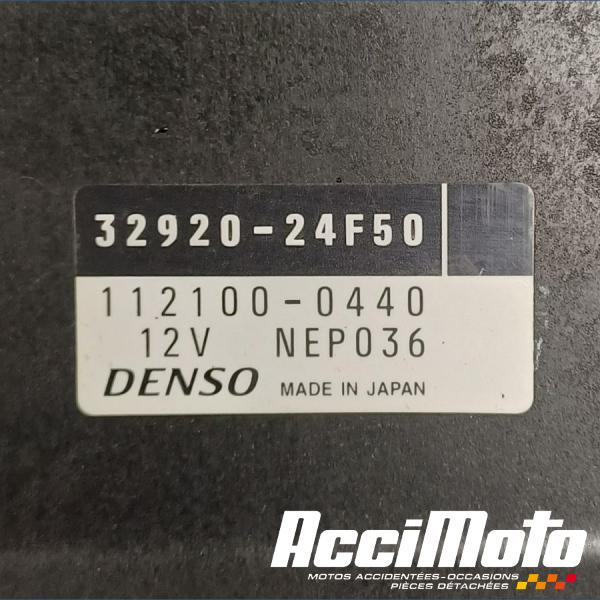 32920-24F50
112100-0440
12V NEP036
DENSO MADE IN JAPAN
AcciMoto
MOTOS ACCIDENTÉES-OCCASIONS
PIÈCES DÉTACHÉES